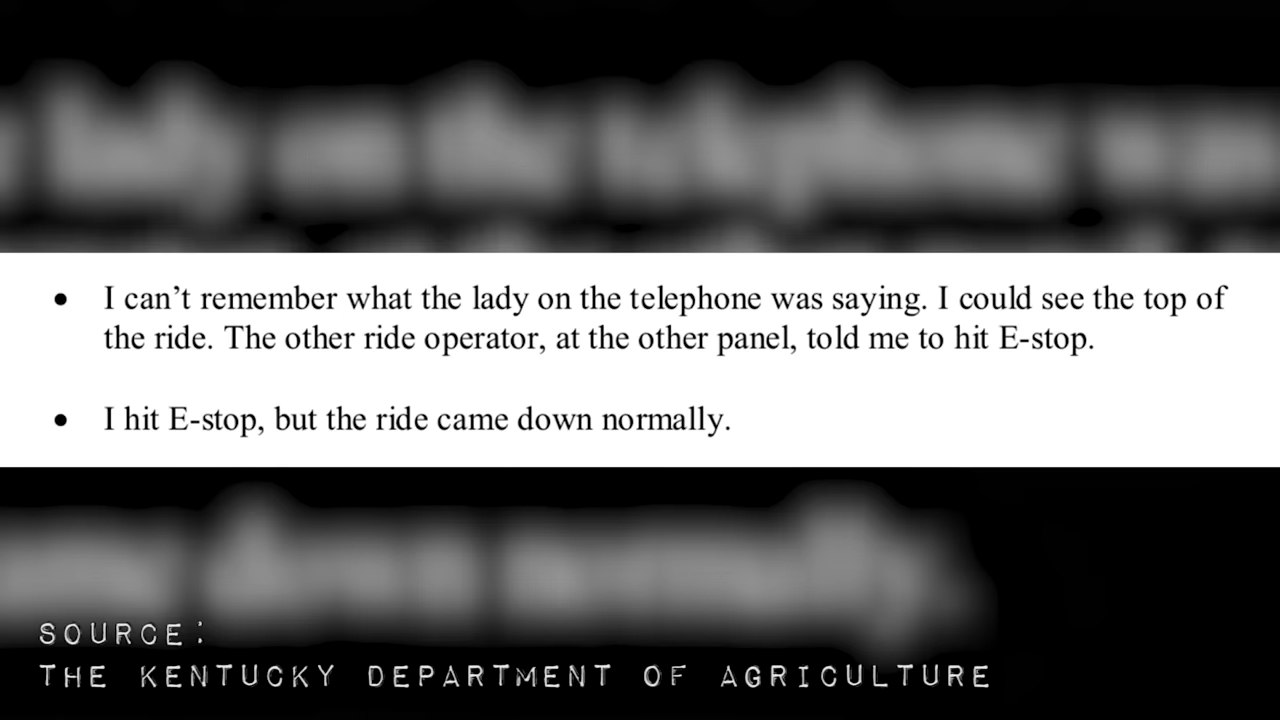 • I can’t remember what the lady on the telephone was saying. I could see the top of
the ride. The other ride operator, at the other panel, told me to hit E-stop.
• I hit E-stop, but the ride came down normally.
SOURCE:
THE KENTUCKY DEPARTMENT OF AGRICULTURE